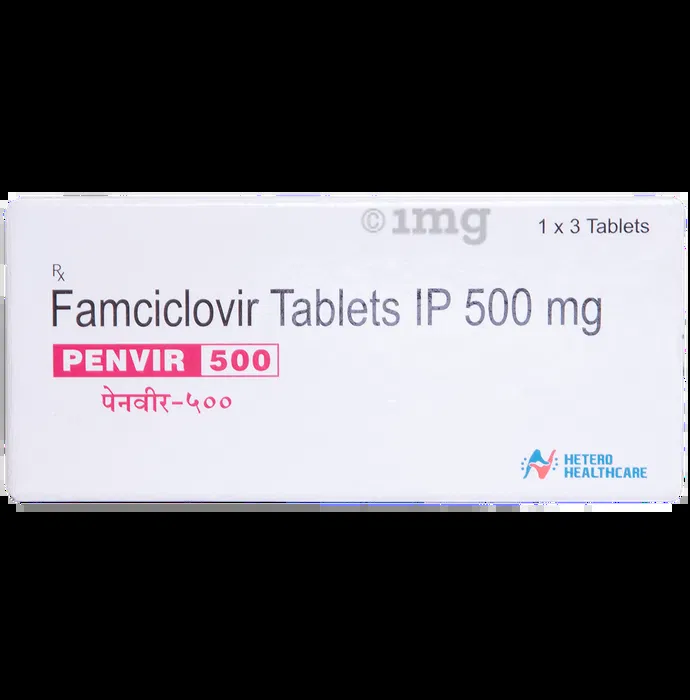 ©1mg
1 x 3 Tablets
Rx
Famciclovir Tablets IP 500 mg
PENVIR 500
पेनवीर-५००
HETERO
HEALTHCARE